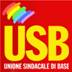 USB
UNIONE SINDACALE DI BASE